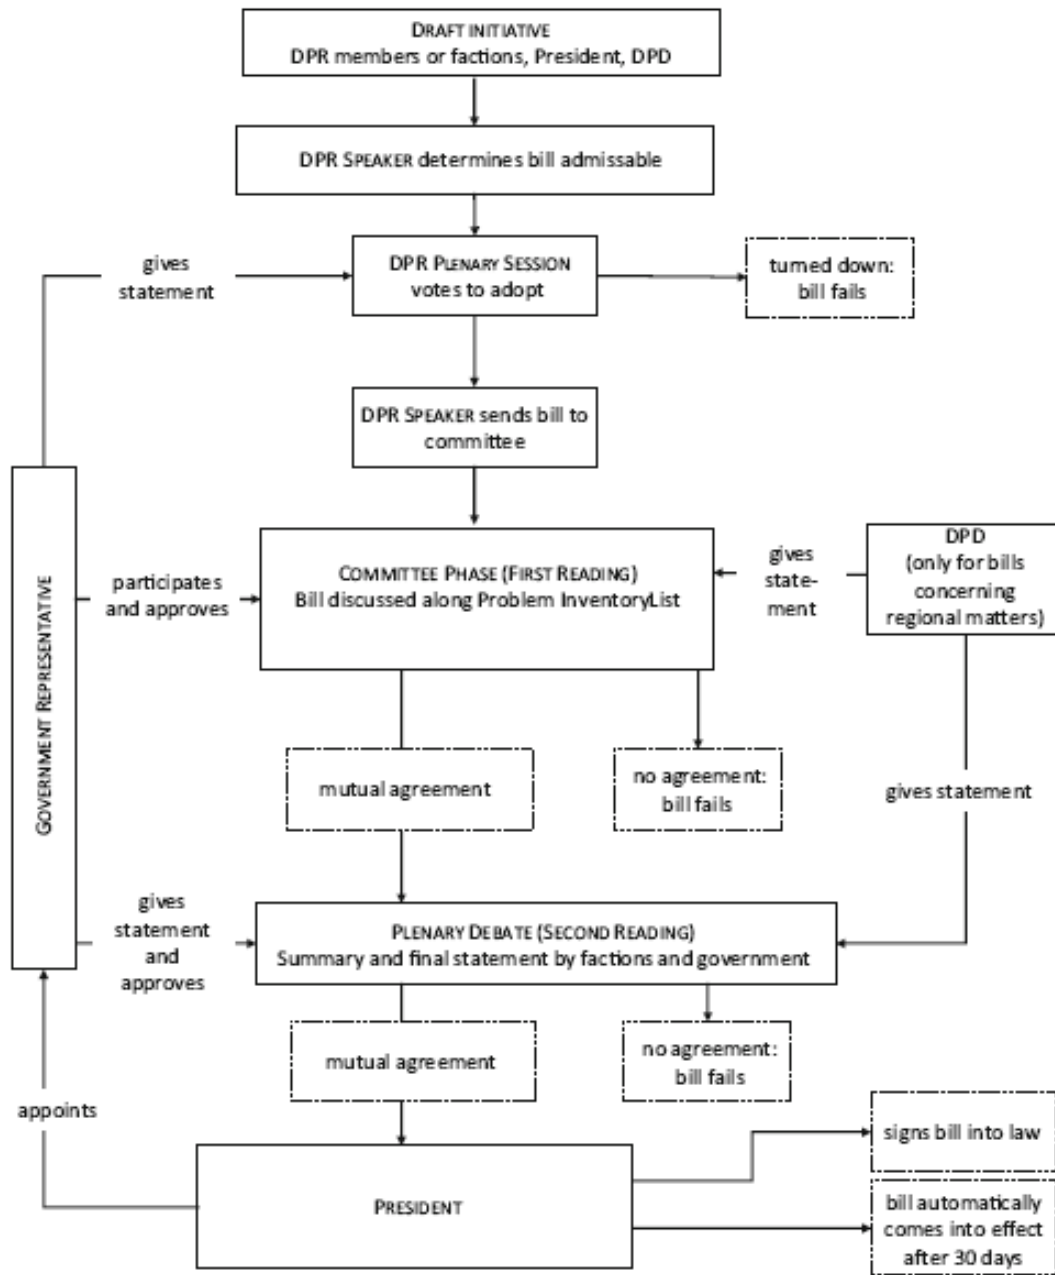 DRAFT INITIATIVE
DPR members or factions, President, DPD
DPR SPEAKER determines bill admissable
gives
statement
DPR PLENARY SESSION
votes to adopt
turned down:
bill fails
DPR SPEAKER sends bill to
committee
GOVERNMENT REPRESENTATIVE
participates
and approves
COMMITTEE PHASE (FIRST READING)
Bill discussed along Problem InventoryList
gives
state-
ment
DPD
(only for bills
concerning
regional matters)
mutual agreement
no agreement:
bill fails
gives statement
gives
statement
and
approves
PLENARY DEBATE (SECOND READING)
Summary and final statement by factions and government
mutual agreement
no agreement:
bill fails
appoints
PRESIDENT
signs bill into law
bill automatically
comes into effect
after 30 days